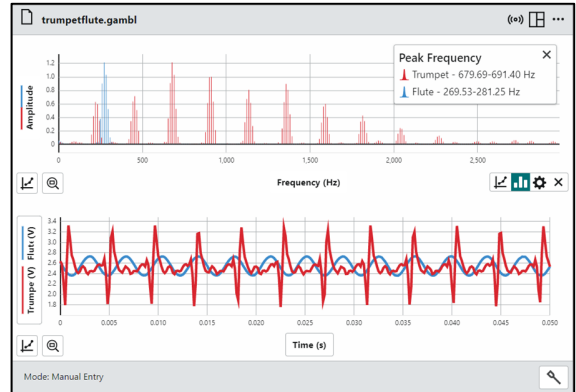 trumpetflute.gambl
Peak Frequency
Trumpet - 679.69-691.40 Hz
Flute - 269.53-281.25 Hz
Amplitude
1.2
1.0
0.8
0.6
0.4
0.2
0
0 500 1,000 1,500 2,000 2,500
Frequency (Hz)
Flute (V)
Trumpe (V)
3.4
3.2
3.0
2.8
2.6
2.4
2.2
2.0
1.8
0 0.005 0.010 0.015 0.020 0.025 0.030 0.035 0.040 0.045 0.050
Time (s)
Mode: Manual Entry